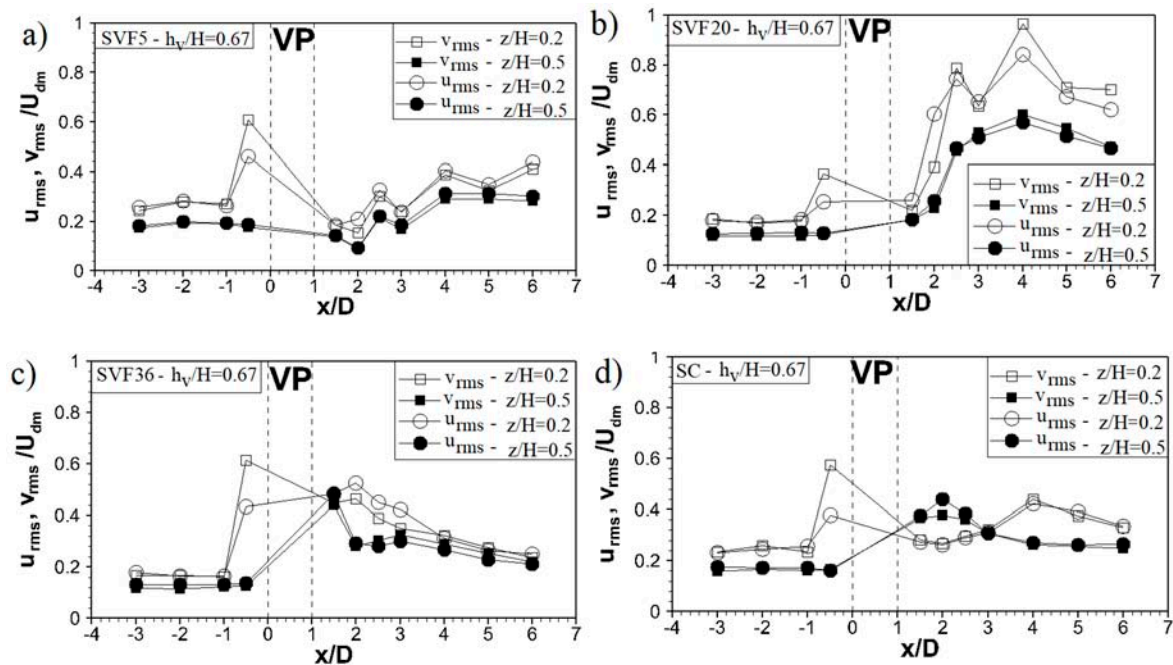 a)
SVF5 - hv/H=0.67
VP
vrms - z/H=0.2
vrms - z/H=0.5
urms - z/H=0.2
urms - z/H=0.5
urms, vrms /Udm
1
0.8
0.6
0.4
0.2
0
-4 -3 -2 -1 0 1 2 3 4 5 6 7
x/D
b)
SVF20 - hv/H=0.67
VP
vrms - z/H=0.2
vrms - z/H=0.5
urms - z/H=0.2
urms - z/H=0.5
urms, vrms /Udm
1
0.8
0.6
0.4
0.2
0
-4 -3 -2 -1 0 1 2 3 4 5 6 7
x/D
c)
SVF36 - hv/H=0.67
VP
vrms - z/H=0.2
vrms - z/H=0.5
urms - z/H=0.2
urms - z/H=0.5
urms, vrms /Udm
1
0.8
0.6
0.4
0.2
0
-4 -3 -2 -1 0 1 2 3 4 5 6 7
x/D
d)
SC - hv/H=0.67
VP
vrms - z/H=0.2
vrms - z/H=0.5
urms - z/H=0.2
urms - z/H=0.5
urms, vrms /Udm
1
0.8
0.6
0.4
0.2
0
-4 -3 -2 -1 0 1 2 3 4 5 6 7
x/D